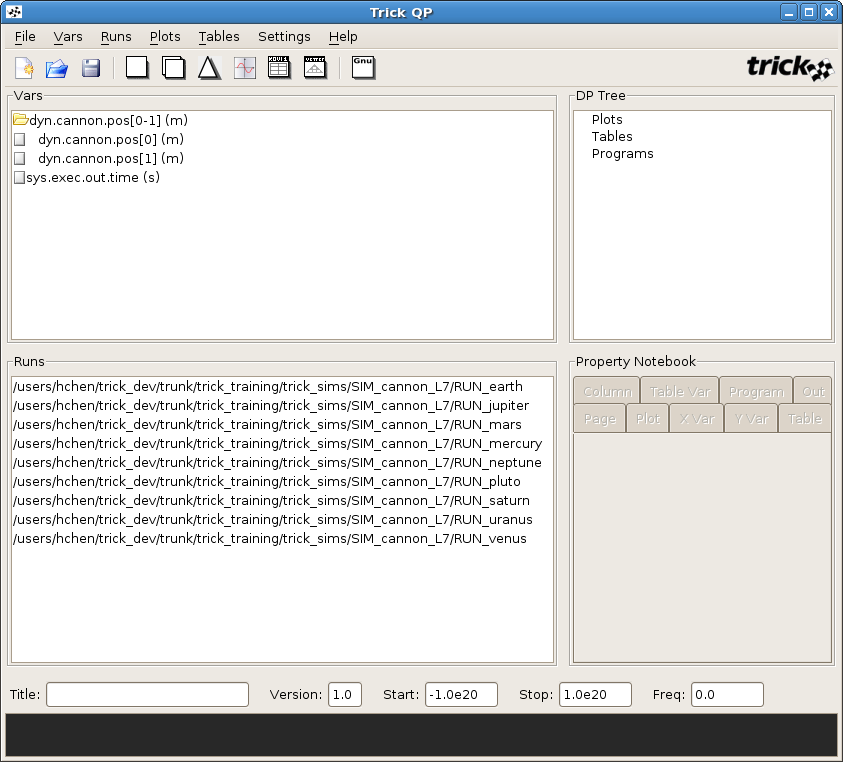 Trick QP
File Vars Runs Plots Tables Settings Help
Gnu
trick
Vars
dyn.cannon.pos[0-1] (m)
dyn.cannon.pos[0] (m)
dyn.cannon.pos[1] (m)
sys.exec.out.time (s)
DP Tree
Plots
Tables
Programs
Runs
/users/hchen/trick_dev/trunk/trick_training/trick_sims/SIM_cannon_L7/RUN_earth
/users/hchen/trick_dev/trunk/trick_training/trick_sims/SIM_cannon_L7/RUN_jupiter
/users/hchen/trick_dev/trunk/trick_training/trick_sims/SIM_cannon_L7/RUN_mars
/users/hchen/trick_dev/trunk/trick_training/trick_sims/SIM_cannon_L7/RUN_mercury
/users/hchen/trick_dev/trunk/trick_training/trick_sims/SIM_cannon_L7/RUN_neptune
/users/hchen/trick_dev/trunk/trick_training/trick_sims/SIM_cannon_L7/RUN_pluto
/users/hchen/trick_dev/trunk/trick_training/trick_sims/SIM_cannon_L7/RUN_saturn
/users/hchen/trick_dev/trunk/trick_training/trick_sims/SIM_cannon_L7/RUN_uranus
/users/hchen/trick_dev/trunk/trick_training/trick_sims/SIM_cannon_L7/RUN_venus
Property Notebook
Column Table Var Program Out
Page Plot X Var Y Var Table
Title: Version: 1.0 Start: -1.0e20 Stop: 1.0e20 Freq: 0.0